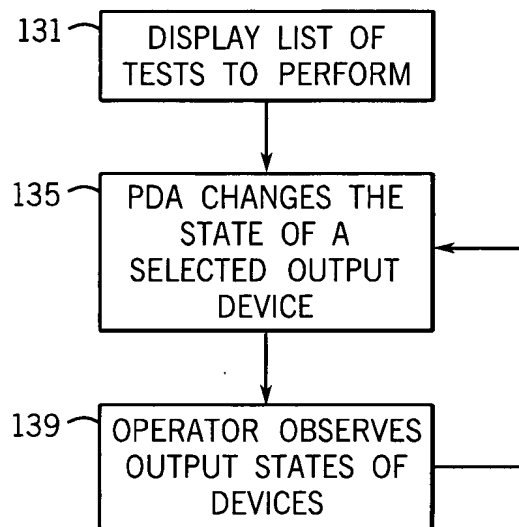 131
DISPLAY LIST OF
TESTS TO PERFORM
135
PDA CHANGES THE
STATE OF A
SELECTED OUTPUT
DEVICE
139
OPERATOR OBSERVES
OUTPUT STATES OF
DEVICES